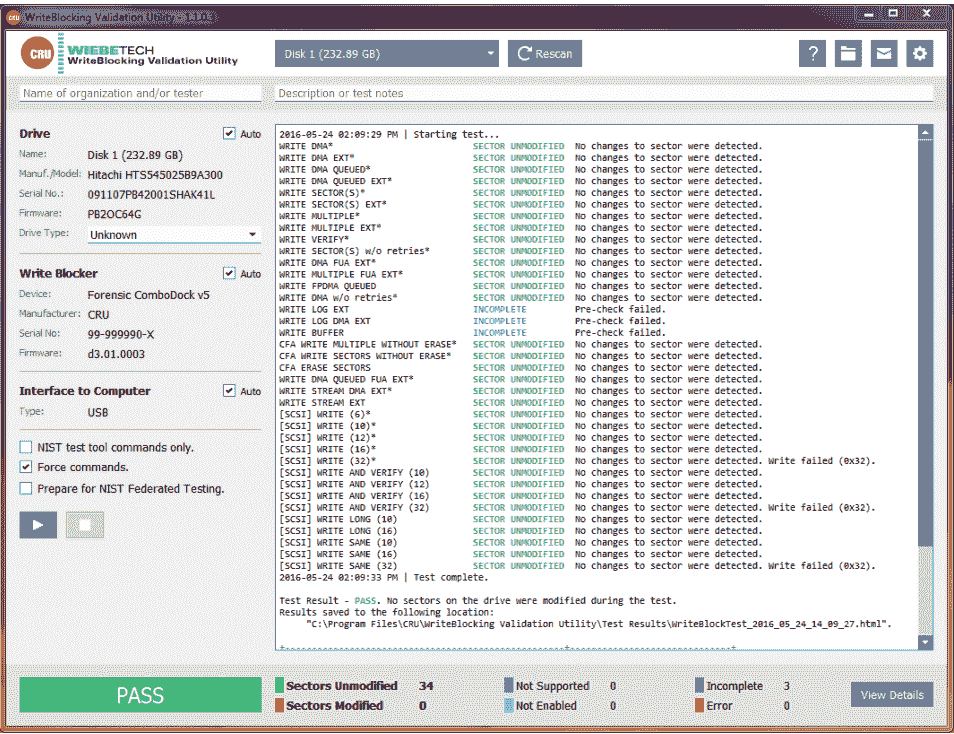 WriteBlocking Validation Utility - 1.1.0.3
CRU WIEBETECH
WriteBlocking Validation Utility
Disk 1 (232.89 GB)
Rescan
?
Name of organization and/or tester
Description or test notes
Drive
Auto
Name: Disk 1 (232.89 GB)
Manuf./Model: Hitachi HTS545025B9A300
Serial No.: 091107PB42001SHAK41L
Firmware: PB2OC64G
Drive Type: Unknown
Write Blocker
Auto
Device: Forensic ComboDock v5
Manufacturer: CRU
Serial No: 99-999990-X
Firmware: d3.01.0003
Interface to Computer
Auto
Type: USB
NIST test tool commands only.
Force commands.
Prepare for NIST Federated Testing.
2016-05-24 02:09:29 PM | Starting test...
WRITE DMA* SECTOR UNMODIFIED No changes to sector were detected.
WRITE DMA EXT* SECTOR UNMODIFIED No changes to sector were detected.
WRITE DMA QUEUED* SECTOR UNMODIFIED No changes to sector were detected.
WRITE DMA QUEUED EXT* SECTOR UNMODIFIED No changes to sector were detected.
WRITE SECTOR(S)* SECTOR UNMODIFIED No changes to sector were detected.
WRITE SECTOR(S) EXT* SECTOR UNMODIFIED No changes to sector were detected.
WRITE MULTIPLE* SECTOR UNMODIFIED No changes to sector were detected.
WRITE MULTIPLE EXT* SECTOR UNMODIFIED No changes to sector were detected.
WRITE VERIFY* SECTOR UNMODIFIED No changes to sector were detected.
WRITE SECTOR(S) w/o retries* SECTOR UNMODIFIED No changes to sector were detected.
WRITE DMA FUA EXT* SECTOR UNMODIFIED No changes to sector were detected.
WRITE MULTIPLE FUA EXT* SECTOR UNMODIFIED No changes to sector were detected.
WRITE FPDMA QUEUED SECTOR UNMODIFIED No changes to sector were detected.
WRITE DMA w/o retries* SECTOR UNMODIFIED No changes to sector were detected.
WRITE LOG EXT INCOMPLETE Pre-check failed.
WRITE LOG DMA EXT INCOMPLETE Pre-check failed.
WRITE BUFFER INCOMPLETE Pre-check failed.
CFA WRITE MULTIPLE WITHOUT ERASE* SECTOR UNMODIFIED No changes to sector were detected.
CFA WRITE SECTORS WITHOUT ERASE* SECTOR UNMODIFIED No changes to sector were detected.
CFA ERASE SECTORS SECTOR UNMODIFIED No changes to sector were detected.
WRITE DMA QUEUED FUA EXT* SECTOR UNMODIFIED No changes to sector were detected.
WRITE STREAM DMA EXT* SECTOR UNMODIFIED No changes to sector were detected.
WRITE STREAM EXT SECTOR UNMODIFIED No changes to sector were detected.
[SCSI] WRITE (6)* SECTOR UNMODIFIED No changes to sector were detected.
[SCSI] WRITE (10)* SECTOR UNMODIFIED No changes to sector were detected.
[SCSI] WRITE (12)* SECTOR UNMODIFIED No changes to sector were detected.
[SCSI] WRITE (16)* SECTOR UNMODIFIED No changes to sector were detected.
[SCSI] WRITE (32)* SECTOR UNMODIFIED No changes to sector were detected. Write failed (0x32).
[SCSI] WRITE AND VERIFY (10) SECTOR UNMODIFIED No changes to sector were detected.
[SCSI] WRITE AND VERIFY (12) SECTOR UNMODIFIED No changes to sector were detected.
[SCSI] WRITE AND VERIFY (16) SECTOR UNMODIFIED No changes to sector were detected.
[SCSI] WRITE AND VERIFY (32) SECTOR UNMODIFIED No changes to sector were detected. Write failed (0x32).
[SCSI] WRITE LONG (10) SECTOR UNMODIFIED No changes to sector were detected.
[SCSI] WRITE LONG (16) SECTOR UNMODIFIED No changes to sector were detected.
[SCSI] WRITE SAME (10) SECTOR UNMODIFIED No changes to sector were detected.
[SCSI] WRITE SAME (16) SECTOR UNMODIFIED No changes to sector were detected.
[SCSI] WRITE SAME (32) SECTOR UNMODIFIED No changes to sector were detected. Write failed (0x32).
2016-05-24 02:09:33 PM | Test complete.
Test Result - PASS. No sectors on the drive were modified during the test.
Results saved to the following location:
"C:\Program Files\CRU\WriteBlocking Validation Utility\Test Results\WriteBlockTest_2016_05_24_14_09_27.html".
PASS
Sectors Unmodified 34 Not Supported 0 Incomplete 3
Sectors Modified 0 Not Enabled 0 Error 0
View Details